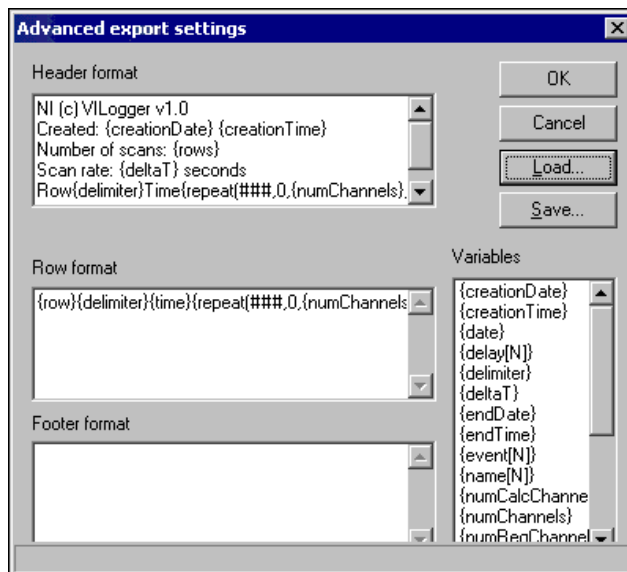 Advanced export settings
Header format
NI (c) VILogger v1.0
Created: {creationDate} {creationTime}
Number of scans: {rows}
Scan rate: {deltaT} seconds
Row{delimiter}Time{repeat(###,0,{numChannels},
OK
Cancel
Load...
Save...
Row format
{row}{delimiter}{time}{repeat(###,0,{numChannels
Footer format
Variables
{creationDate}
{creationTime}
{date}
{delay[N]}
{delimiter}
{deltaT}
{endDate}
{endTime}
{event[N]}
{name[N]}
{numCalcChanne
{numChannels}
{numRegChannel